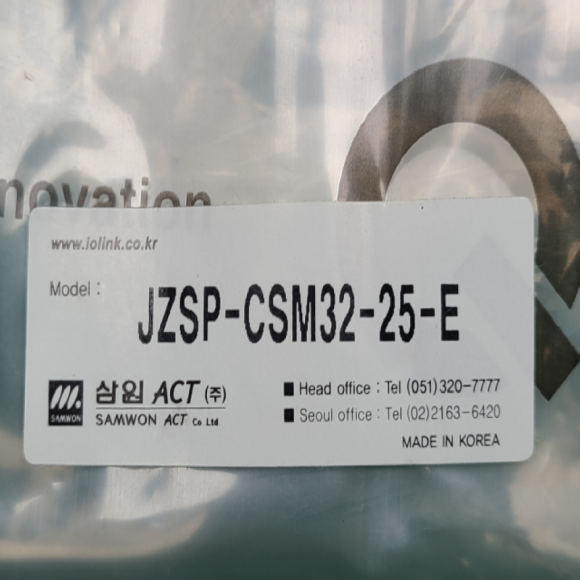 novation
www.iolink.co.kr
Model : JZSP-CSM32-25-E
SAMWON
삼원 ACT (주)
SAMWON ACT Co Ltd
■ Head office : Tel (051)320-7777
■ Seoul office : Tel (02)2163-6420
MADE IN KOREA